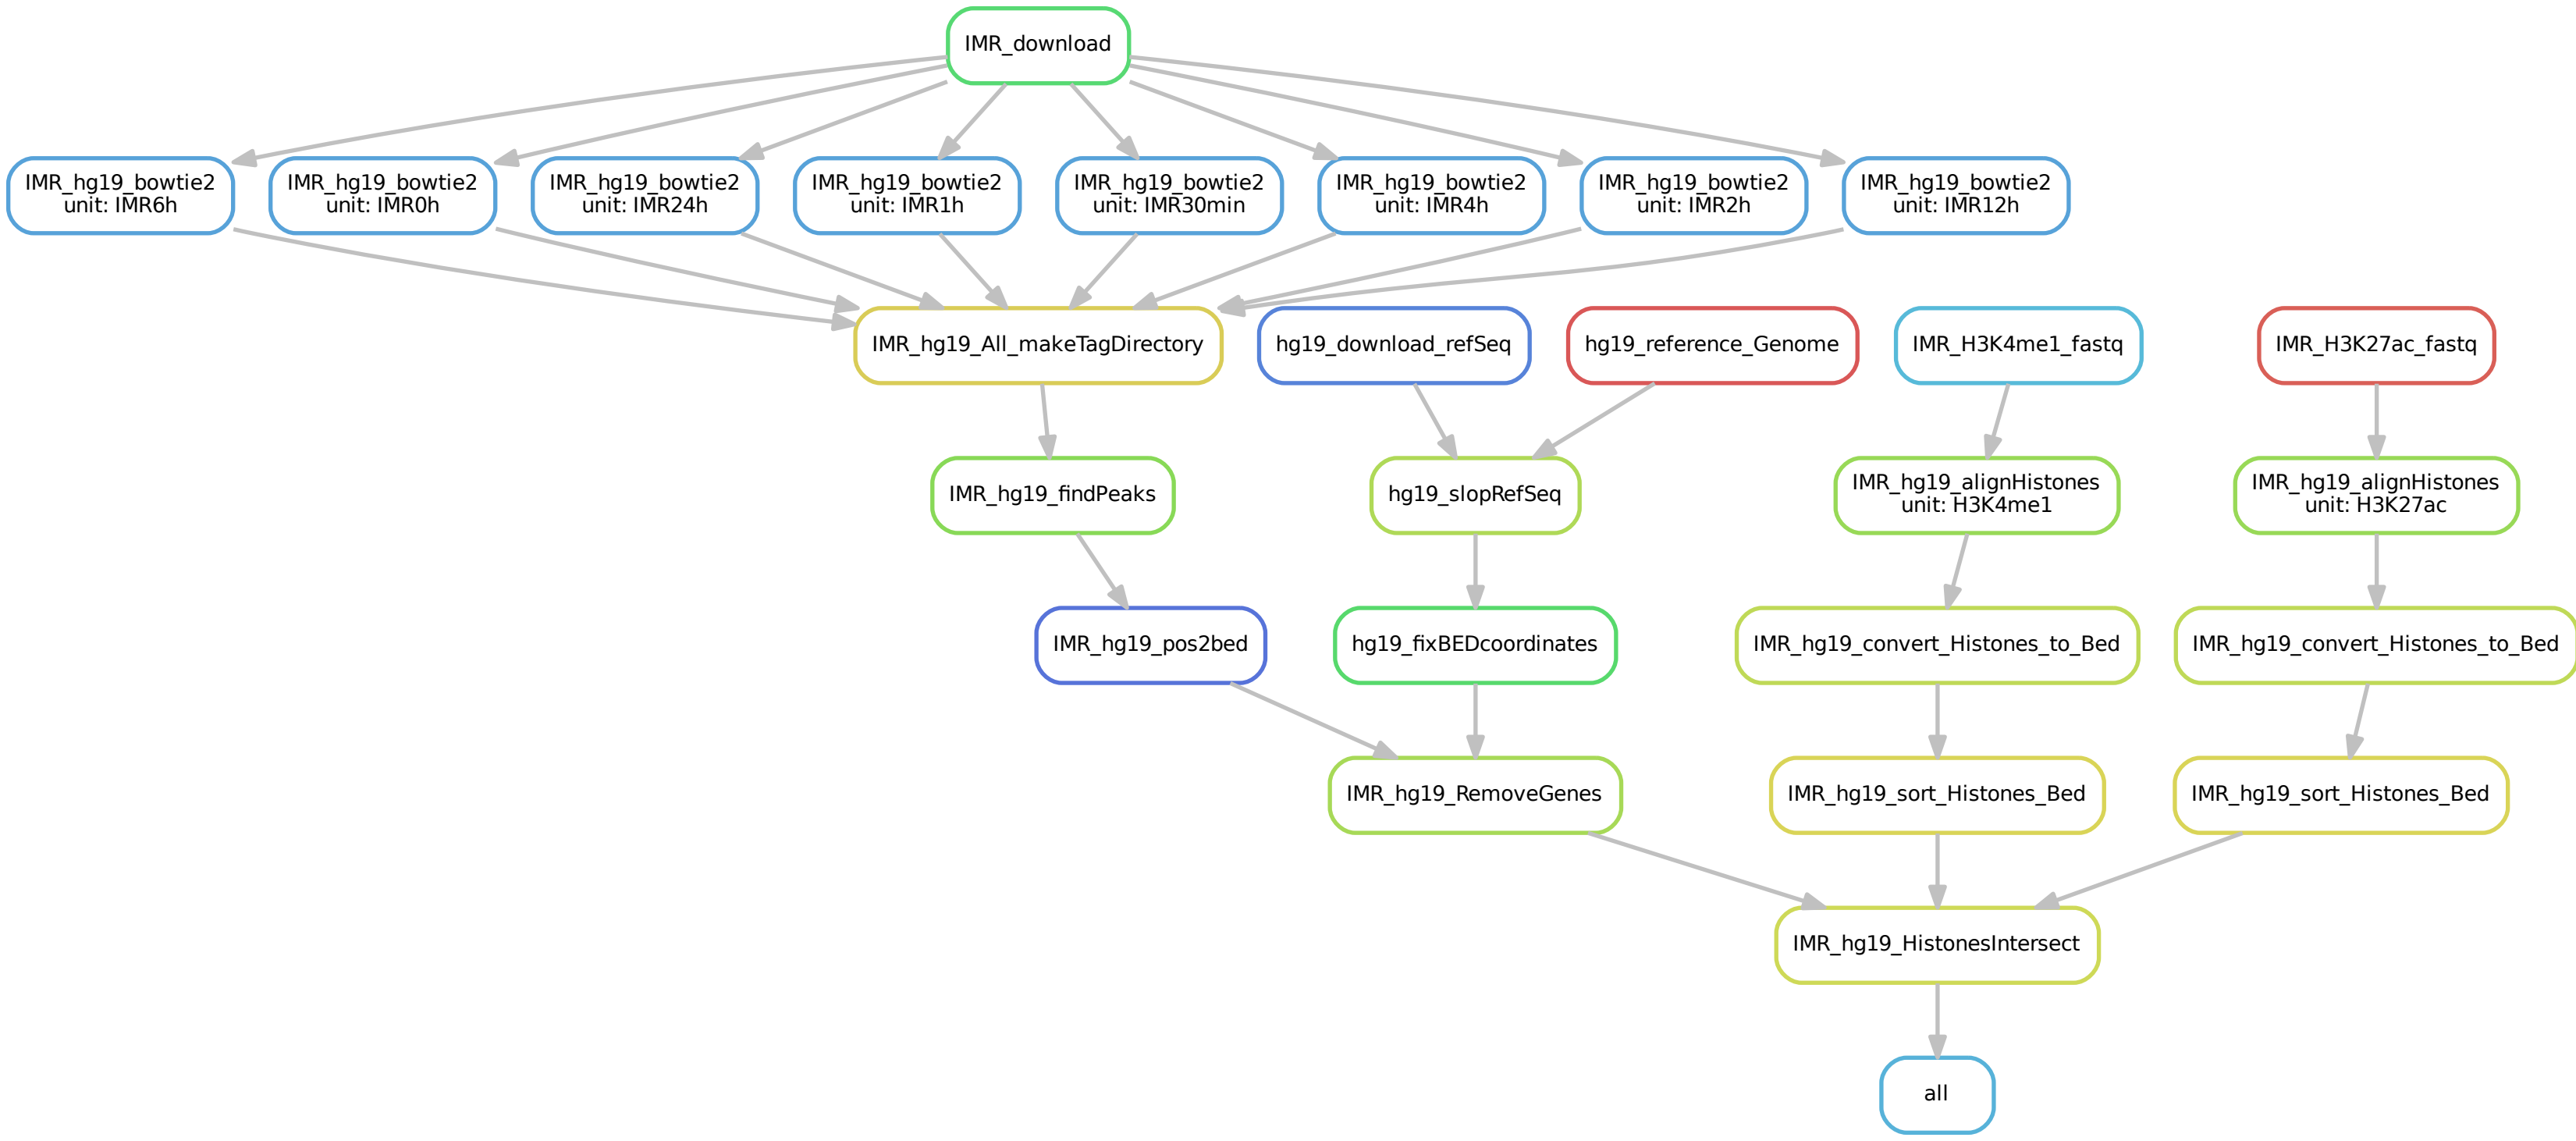 IMR_download
IMR_hg19_bowtie2
unit: IMR6h
IMR_hg19_bowtie2
unit: IMR0h
IMR_hg19_bowtie2
unit: IMR24h
IMR_hg19_bowtie2
unit: IMR1h
IMR_hg19_bowtie2
unit: IMR30min
IMR_hg19_bowtie2
unit: IMR4h
IMR_hg19_bowtie2
unit: IMR2h
IMR_hg19_bowtie2
unit: IMR12h
IMR_hg19_All_makeTagDirectory
hg19_download_refSeq
hg19_reference_Genome
IMR_H3K4me1_fastq
IMR_H3K27ac_fastq
IMR_hg19_findPeaks
hg19_slopRefSeq
IMR_hg19_alignHistones
unit: H3K4me1
IMR_hg19_alignHistones
unit: H3K27ac
IMR_hg19_pos2bed
hg19_fixBEDcoordinates
IMR_hg19_convert_Histones_to_Bed
IMR_hg19_convert_Histones_to_Bed
IMR_hg19_RemoveGenes
IMR_hg19_sort_Histones_Bed
IMR_hg19_sort_Histones_Bed
IMR_hg19_HistonesIntersect
all